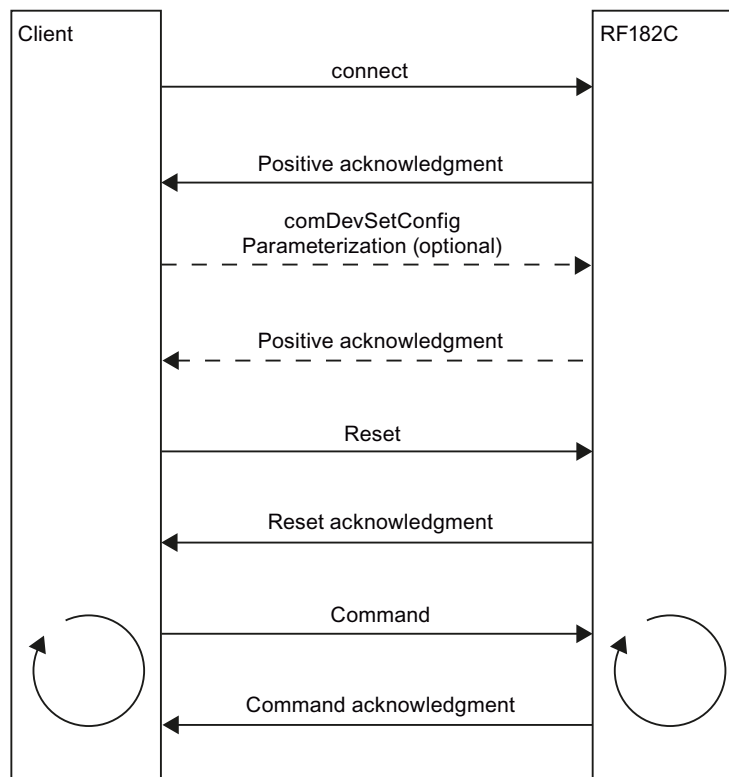 Client
RF182C
connect
Positive acknowledgment
comDevSetConfig
Parameterization (optional)
Positive acknowledgment
Reset
Reset acknowledgment
Command
Command acknowledgment